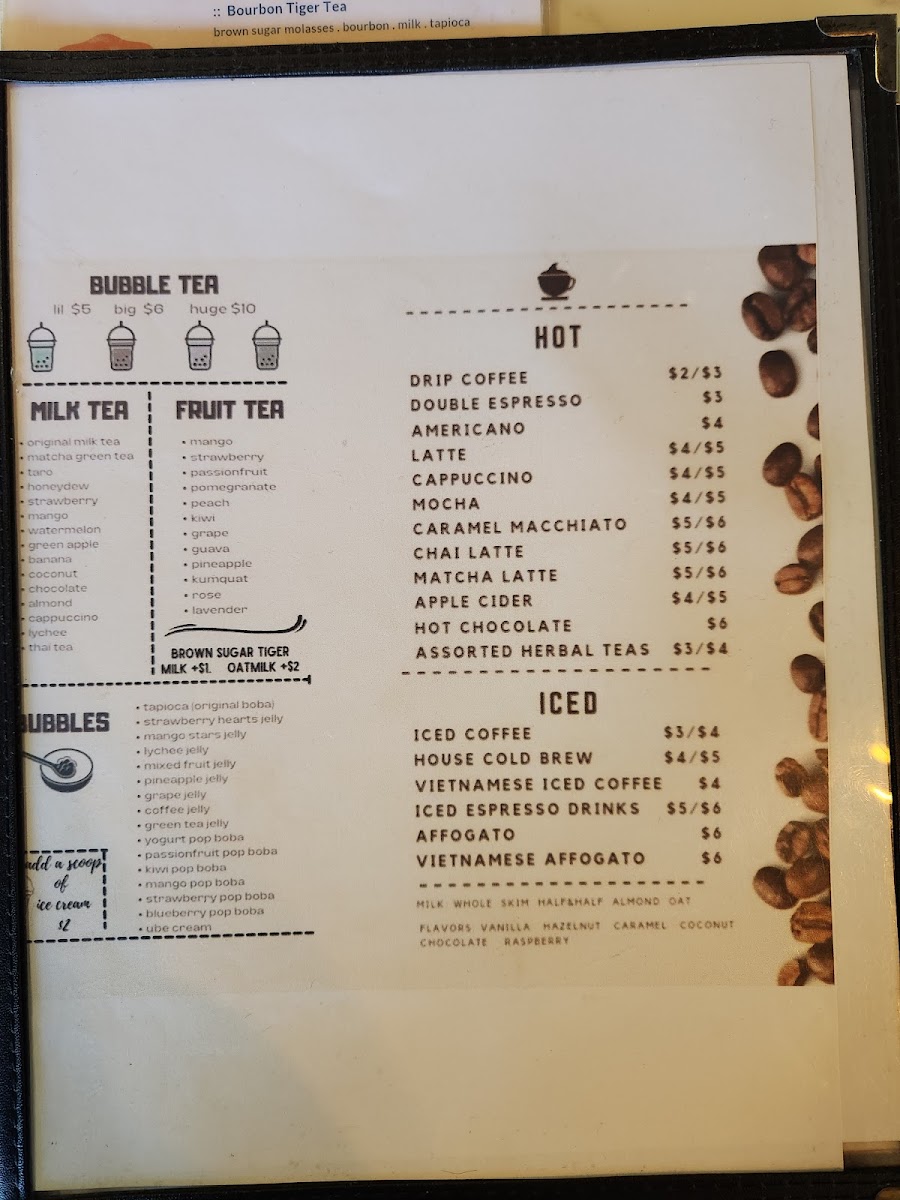 :: Bourbon Tiger Tea
brown sugar molasses . bourbon . milk . tapioca
BUBBLE TEA
lil $5 big $6 huge $10
MILK TEA
• original milk tea
• matcha green tea
• taro
• honeydew
• strawberry
• mango
• watermelon
• green apple
• banana
• coconut
• chocolate
• almond
• cappuccino
• lychee
• thai tea
FRUIT TEA
• mango
• strawberry
• passionfruit
• pomegranate
• peach
• kiwi
• grape
• guava
• pineapple
• kumquat
• rose
• lavender
BROWN SUGAR TIGER
MILK +$1. OATMILK +$2
BUBBLES
• tapioca (original boba)
• strawberry hearts jelly
• mango stars jelly
• lychee jelly
• mixed fruit jelly
• pineapple jelly
• grape jelly
• coffee jelly
• green tea jelly
• yogurt pop boba
• passionfruit pop boba
• kiwi pop boba
• mango pop boba
• strawberry pop boba
• blueberry pop boba
• ube cream
add a scoop
of
ice cream
$2
HOT
DRIP COFFEE $2/$3
DOUBLE ESPRESSO $3
AMERICANO $4
LATTE $4/$5
CAPPUCCINO $4/$5
MOCHA $4/$5
CARAMEL MACCHIATO $5/$6
CHAI LATTE $5/$6
MATCHA LATTE $5/$6
APPLE CIDER $4/$5
HOT CHOCOLATE $6
ASSORTED HERBAL TEAS $3/$4
ICED
ICED COFFEE $3/$4
HOUSE COLD BREW $4/$5
VIETNAMESE ICED COFFEE $4
ICED ESPRESSO DRINKS $5/$6
AFFOGATO $6
VIETNAMESE AFFOGATO $6
MILK WHOLE SKIM HALF&HALF ALMOND OAT
FLAVORS VANILLA HAZELNUT CARAMEL COCONUT
CHOCOLATE RASPBERRY